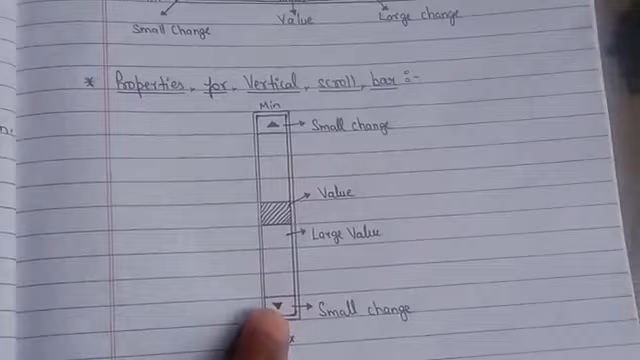 Small Change
Value
Large change
* Properties, for, Vertical, scroll, bar :-
Min
Small change
Value
Large Value
Small change